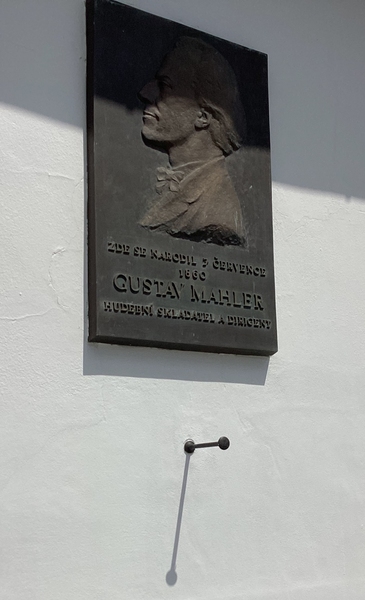 ZDE SE NARODIL 7. ČERVENCE
1860
GUSTAV MAHLER
HUDEBNÍ SKLADATEL A DIRIGENT